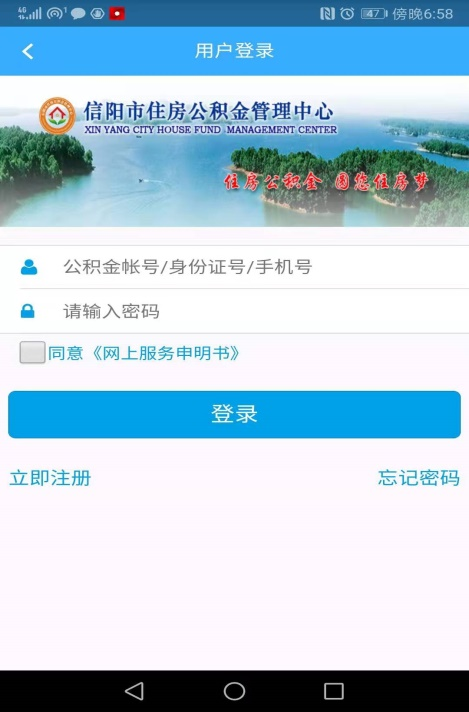 4G
47 傍晚6:58
用户登录
信阳市住房公积金管理中心
XIN YANG CITY HOUSE FUND MANAGEMENT CENTER
住房公积金 圆您住房梦
公积金帐号/身份证号/手机号
请输入密码
同意《网上服务申明书》
登录
立即注册 忘记密码